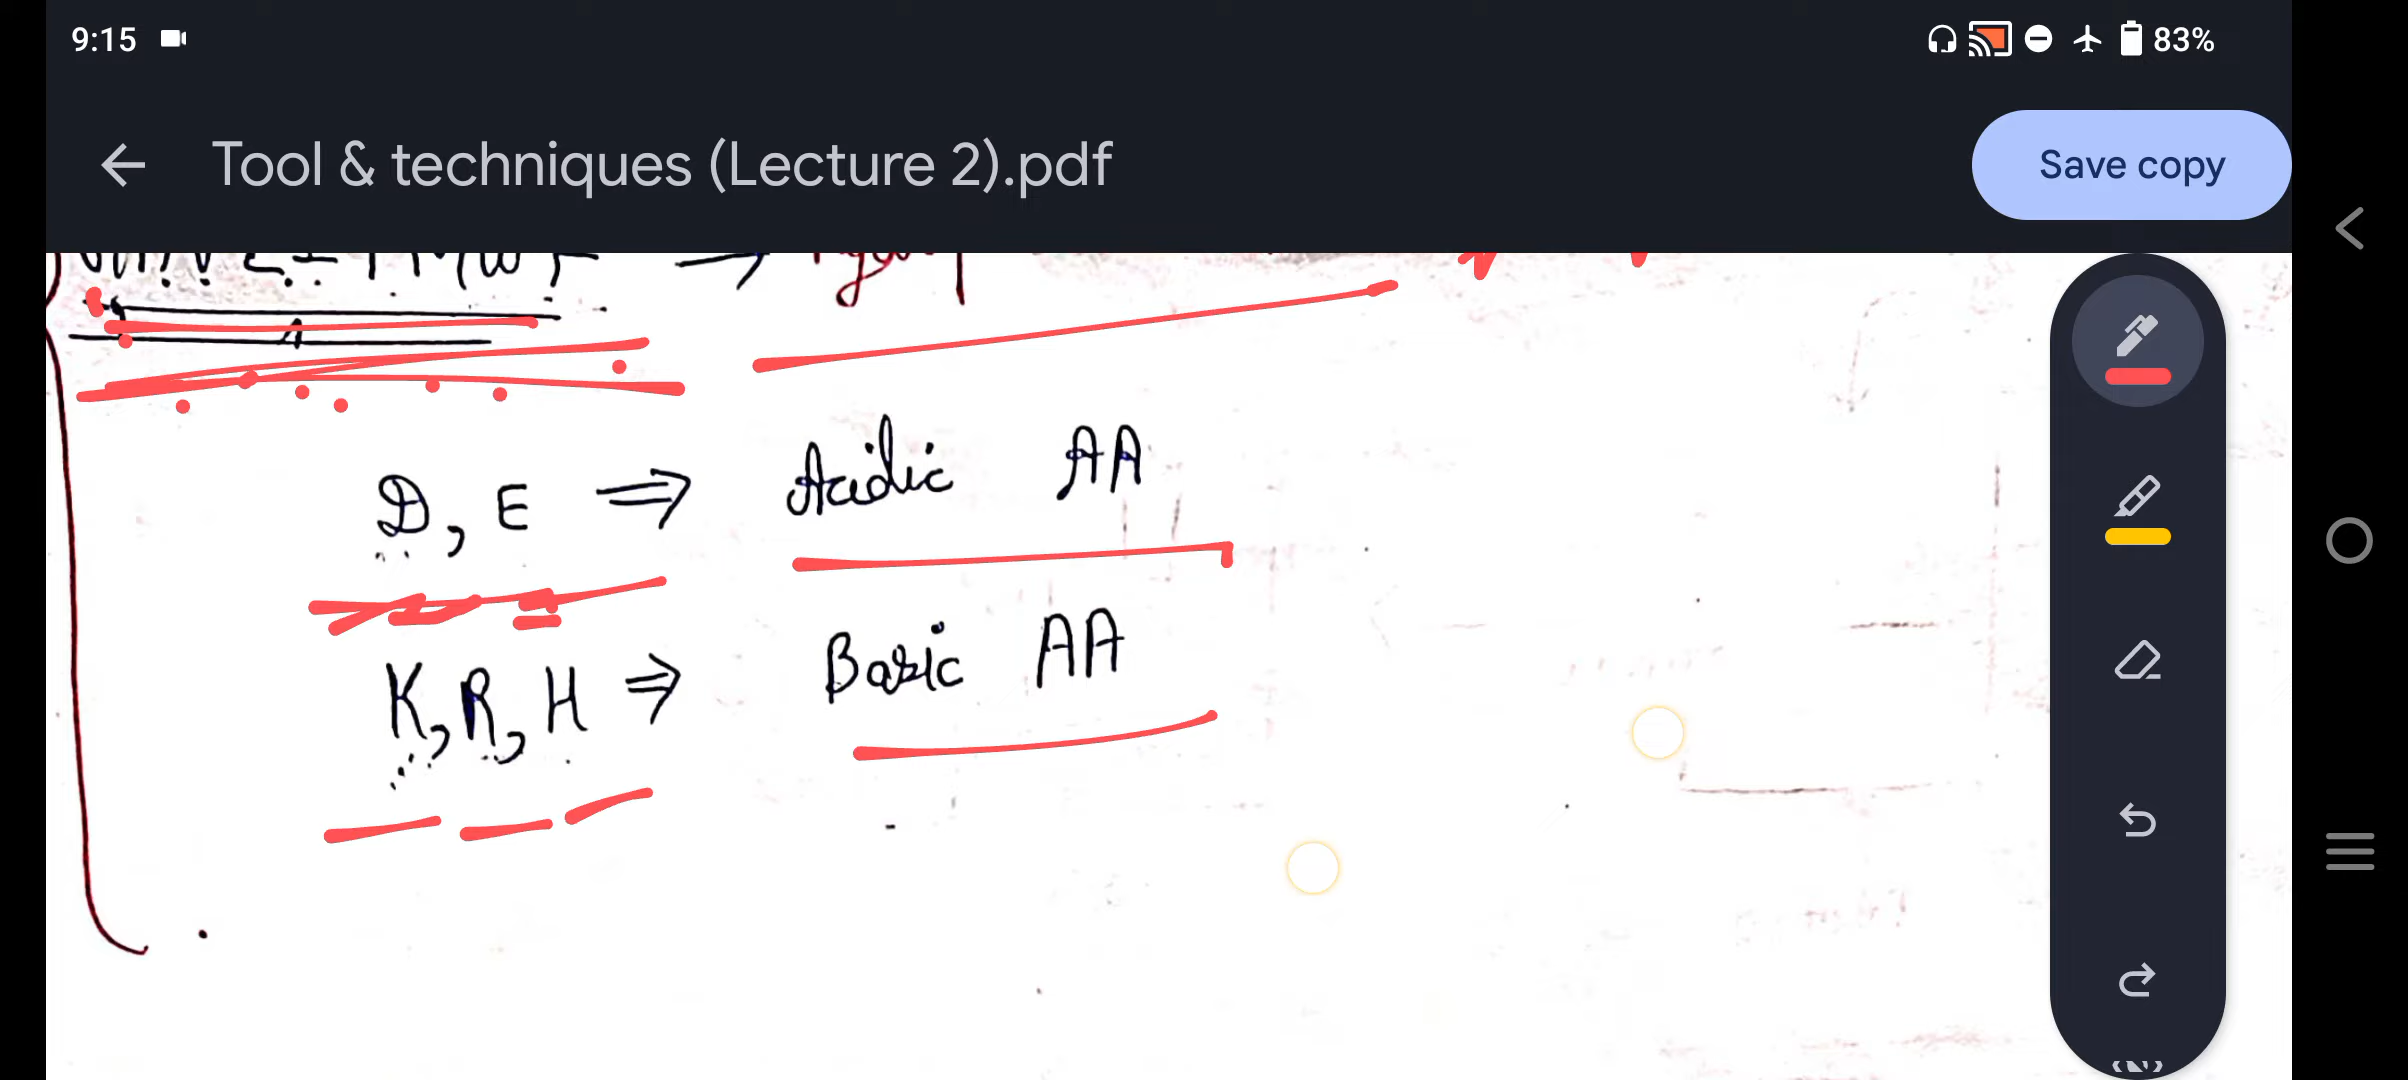 9:15 83%
Tool & techniques (Lecture 2).pdf Save copy
D, E ⇒ Acidic AA
K, R, H ⇒ Basic AA